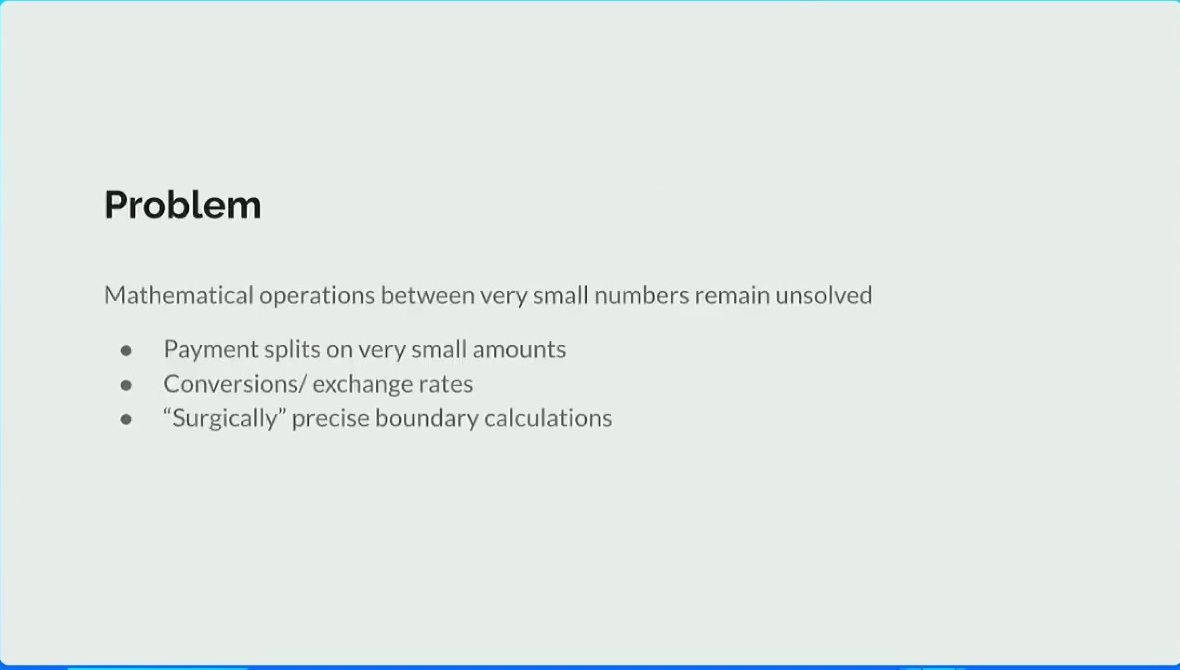 Problem
Mathematical operations between very small numbers remain unsolved
● Payment splits on very small amounts
● Conversions/ exchange rates
● “Surgically” precise boundary calculations